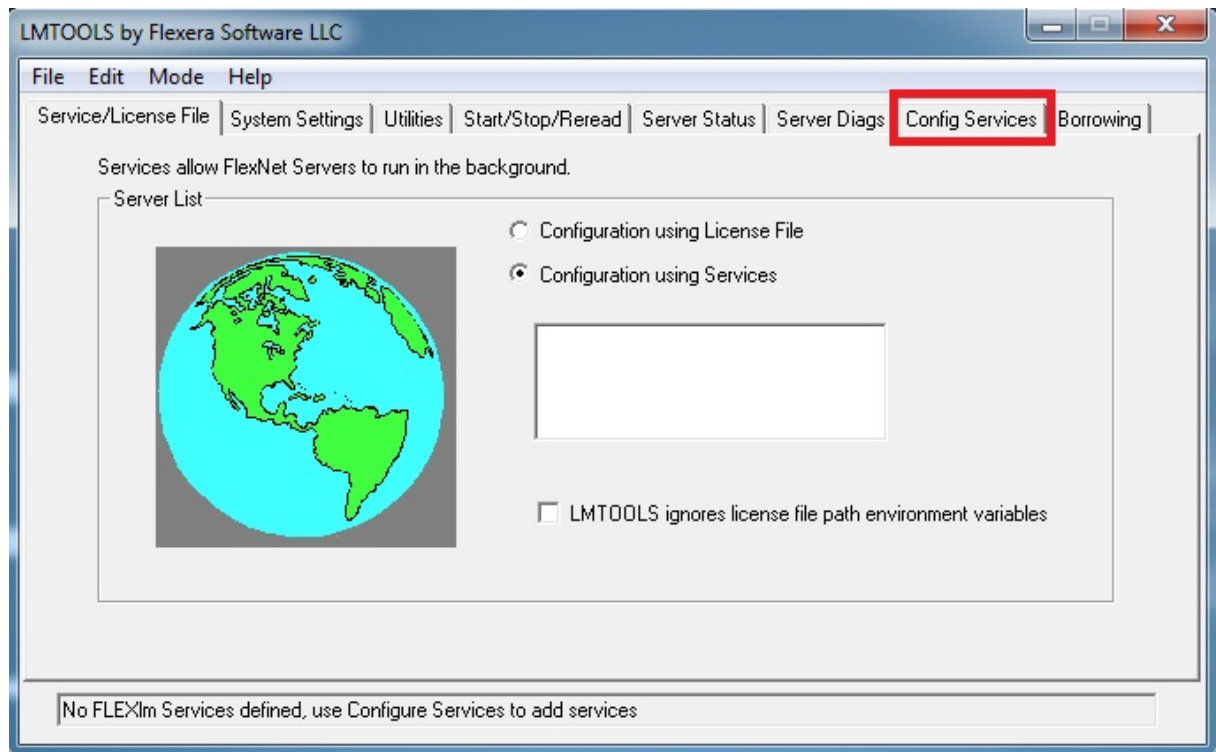 LMTOOLS by Flexera Software LLC
File Edit Mode Help
Service/License File System Settings Utilities Start/Stop/Reread Server Status Server Diags Config Services Borrowing
Services allow FlexNet Servers to run in the background.
Server List
Configuration using License File
Configuration using Services
LMTOOLS ignores license file path environment variables
No FLEXlm Services defined, use Configure Services to add services